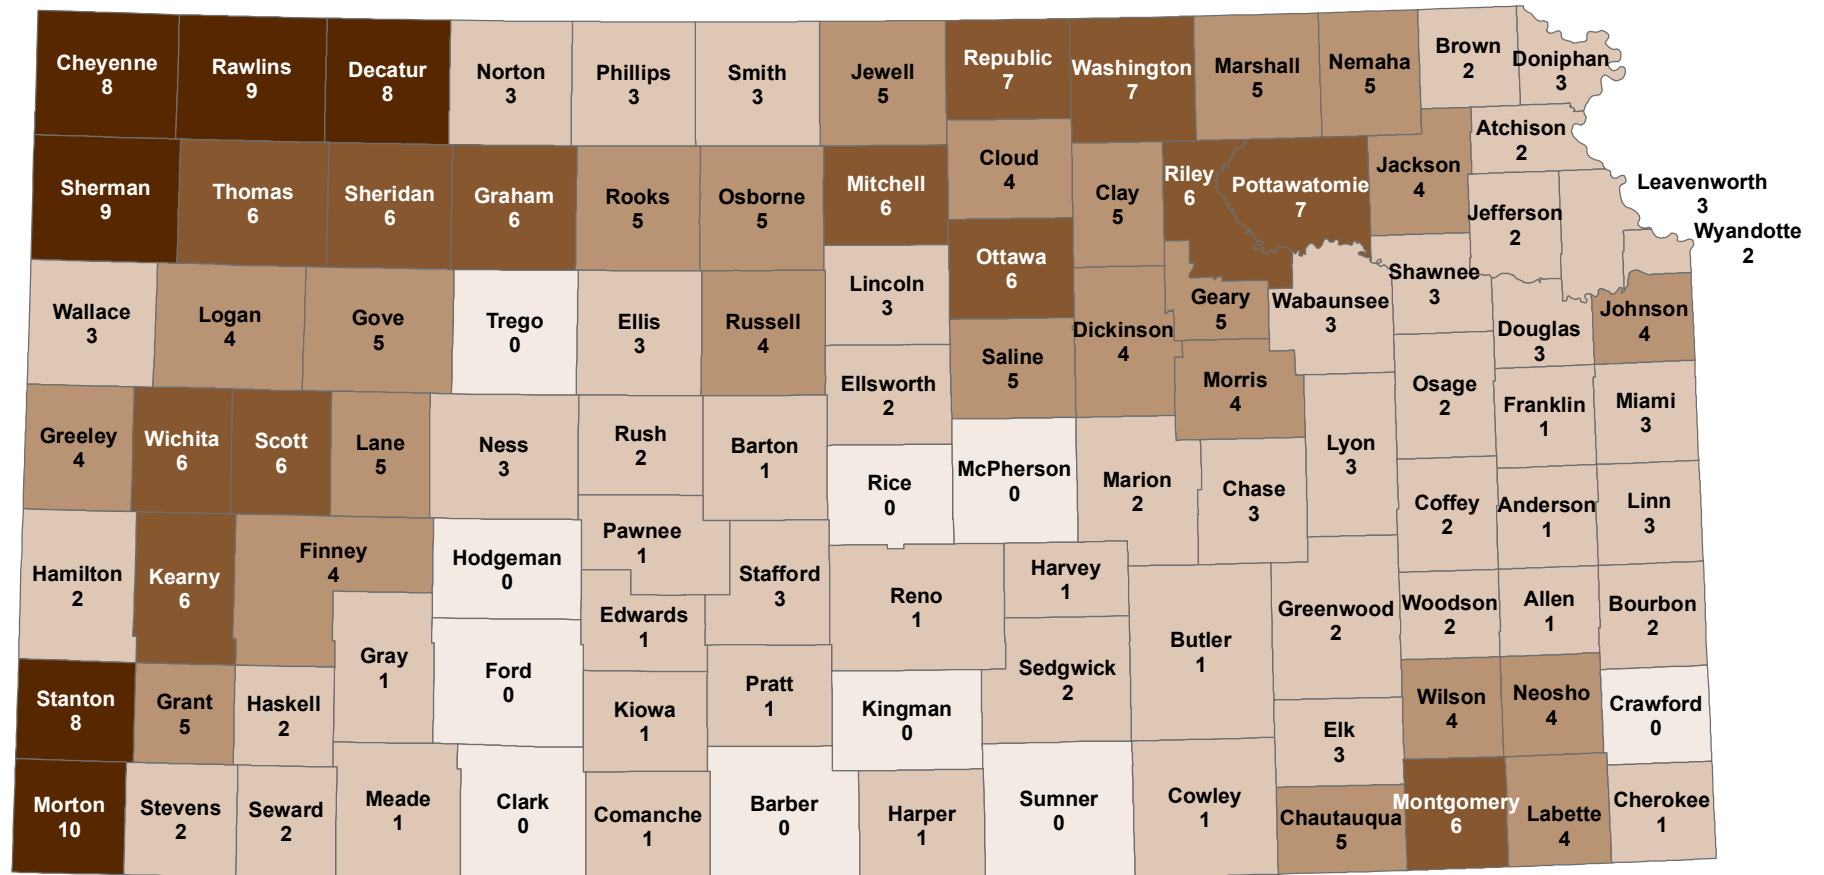 Cheyenne
8
Rawlins
9
Decatur
8
Norton
3
Phillips
3
Smith
3
Jewell
5
Republic
7
Washington
7
Marshall
5
Nemaha
5
Brown
2
Doniphan
3
Atchison
2
Sherman
9
Thomas
6
Sheridan
6
Graham
6
Rooks
5
Osborne
5
Mitchell
6
Cloud
4
Clay
5
Riley
6
Pottawatomie
7
Jackson
4
Jefferson
2
Leavenworth
3
Wyandotte
2
Wallace
3
Logan
4
Gove
5
Trego
0
Ellis
3
Russell
4
Lincoln
3
Ottawa
6
Saline
5
Dickinson
4
Geary
5
Wabaunsee
3
Shawnee
3
Douglas
3
Johnson
4
Greeley
4
Wichita
6
Scott
6
Lane
5
Ness
3
Rush
2
Barton
1
Ellsworth
2
Rice
0
McPherson
0
Marion
2
Morris
4
Chase
3
Lyon
3
Osage
2
Franklin
1
Miami
3
Coffey
2
Anderson
1
Linn
3
Hamilton
2
Kearny
6
Finney
4
Hodgeman
0
Pawnee
1
Stafford
3
Edwards
1
Reno
1
Harvey
1
Butler
1
Greenwood
2
Woodson
2
Allen
1
Bourbon
2
Gray
1
Ford
0
Kiowa
1
Pratt
1
Kingman
0
Sedgwick
2
Elk
3
Wilson
4
Neosho
4
Crawford
0
Stanton
8
Grant
5
Haskell
2
Morton
10
Stevens
2
Seward
2
Meade
1
Clark
0
Comanche
1
Barber
0
Harper
1
Sumner
0
Cowley
1
Chautauqua
5
Montgomery
6
Labette
4
Cherokee
1